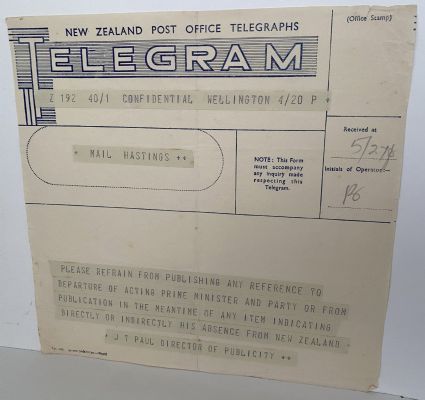 NEW ZEALAND POST OFFICE TELEGRAPHS
(Office Stamp)
TELEGRAM
Z 192 40/1 CONFIDENTIAL WELLINGTON 4/20 P +
Received at
+ MAIL HASTINGS ++
NOTE: This Form
must accompany
any inquiry made
respecting this
Telegram.
Initials of Operator:—
PLEASE REFRAIN FROM PUBLISHING ANY REFERENCE TO
DEPARTURE OF ACTING PRIME MINISTER AND PARTY OR FROM
PUBLICATION IN THE MEANTIME OF ANY ITEM INDICATING
DIRECTLY OR INDIRECTLY HIS ABSENCE FROM NEW ZEALAND
J T PAUL DIRECTOR OF PUBLICITY ++